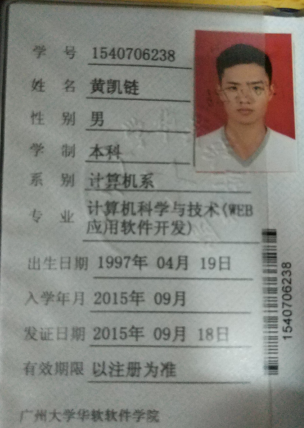 学 号 1540706238
姓 名 黄凯链
性 别 男
学 制 本科
系 别 计算机系
专 业 计算机科学与技术(WEB
应用软件开发)
出生日期 1997年 04月 19日
入学年月 2015年 09月
发证日期 2015年 09月 18日
有效期限 以注册为准
1540706238
广州大学华软软件学院